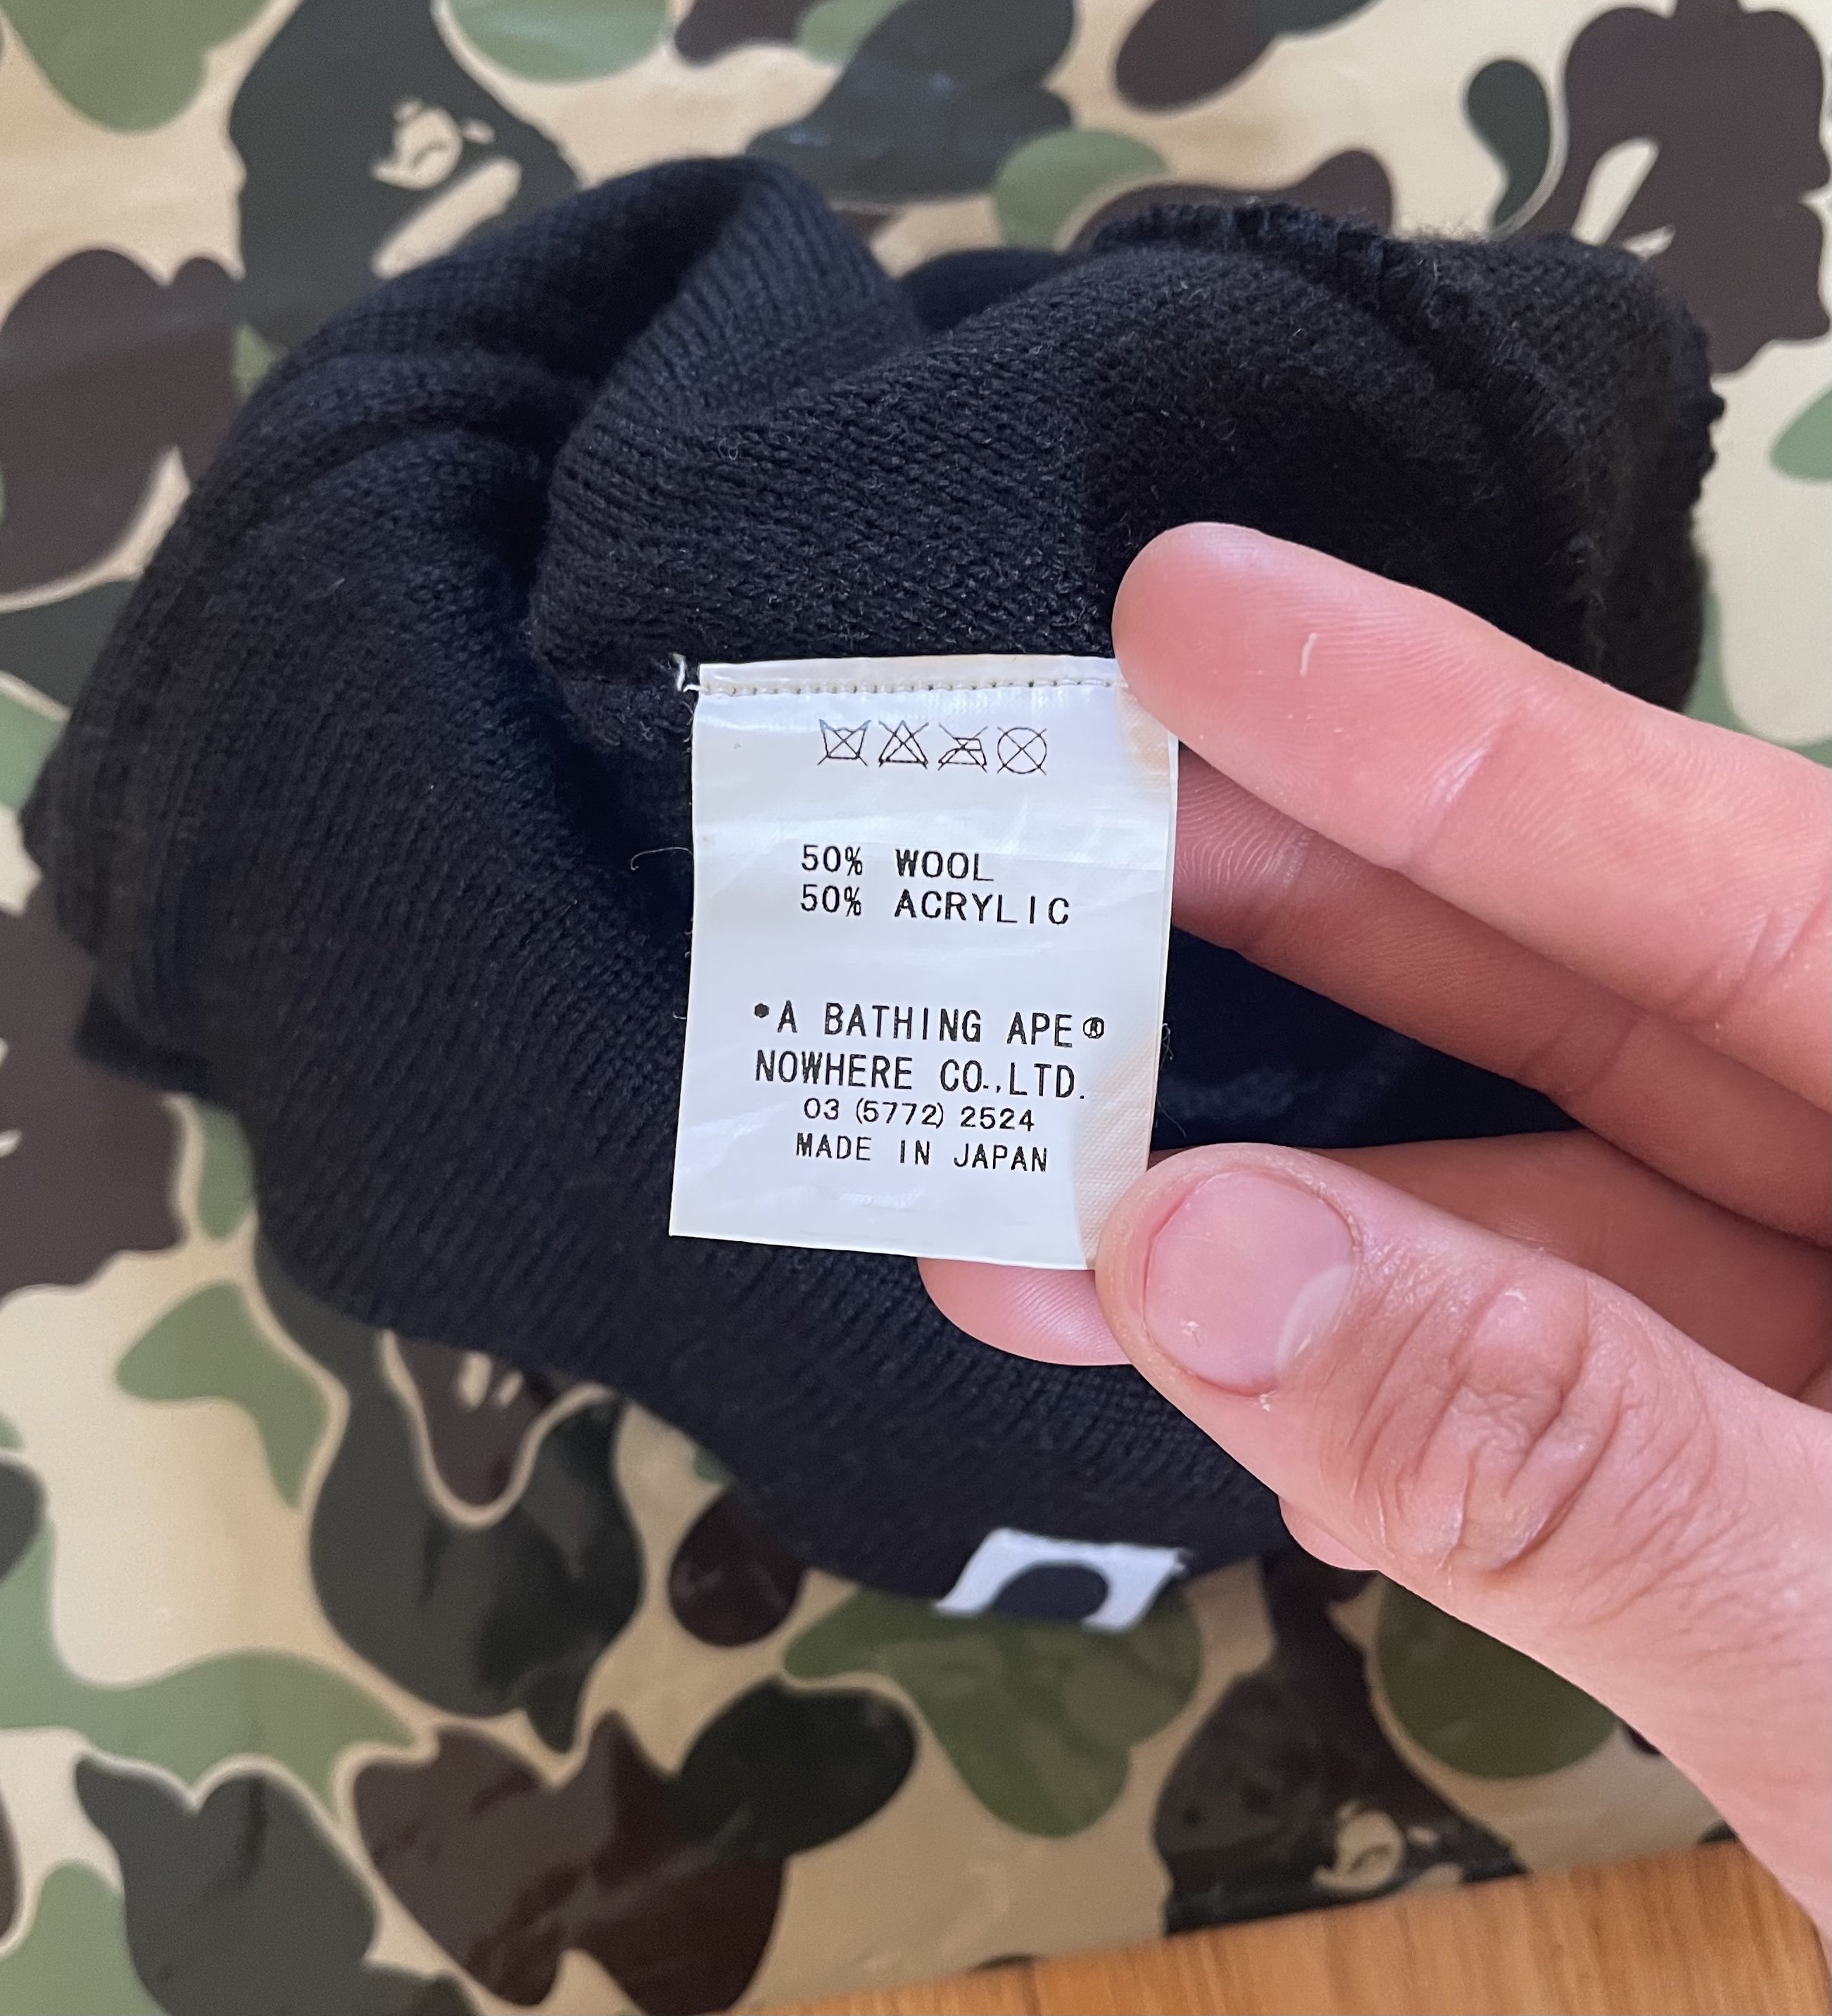 50% WOOL
50% ACRYLIC
•A BATHING APE®
NOWHERE CO.,LTD.
03 (5772) 2524
MADE IN JAPAN